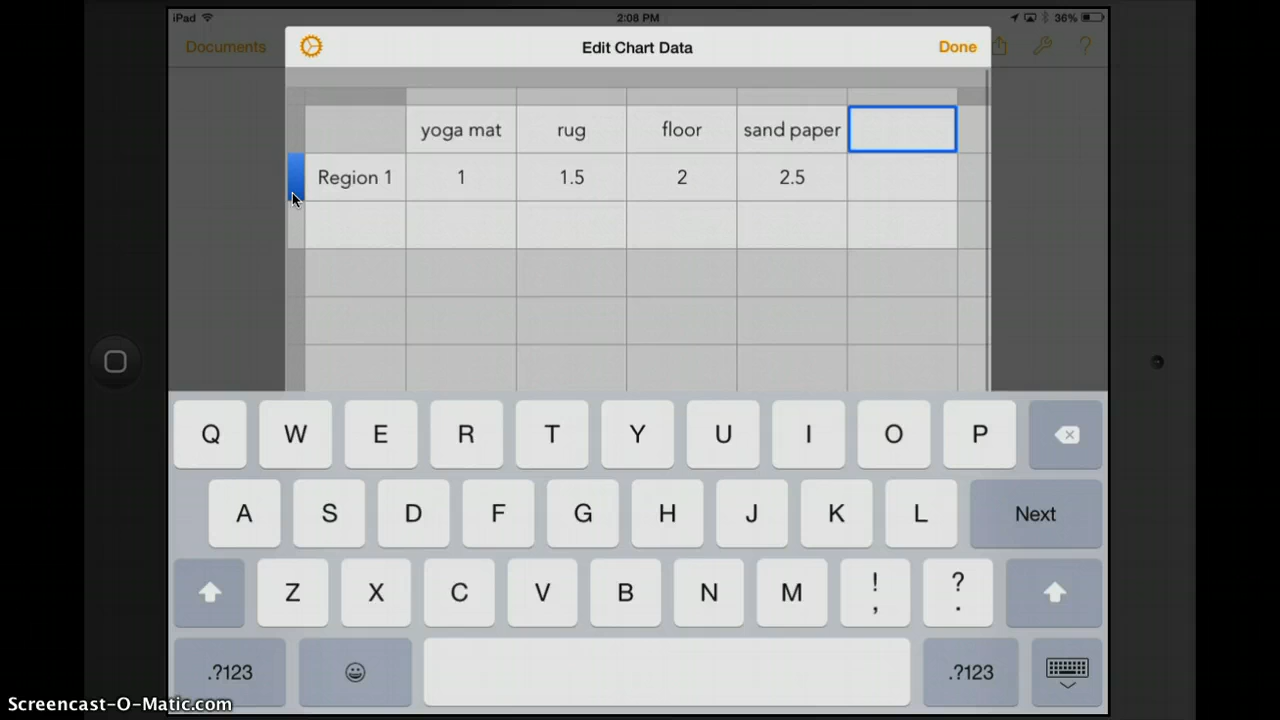 iPad 2:08 PM 36%
Documents Edit Chart Data Done ?
yoga mat rug floor sand paper
Region 1 1 1.5 2 2.5
Q W E R T Y U I O P
A S D F G H J K L Next
Z X C V B N M ! , ? .
.?123 .?123
Screencast-O-Matic.com